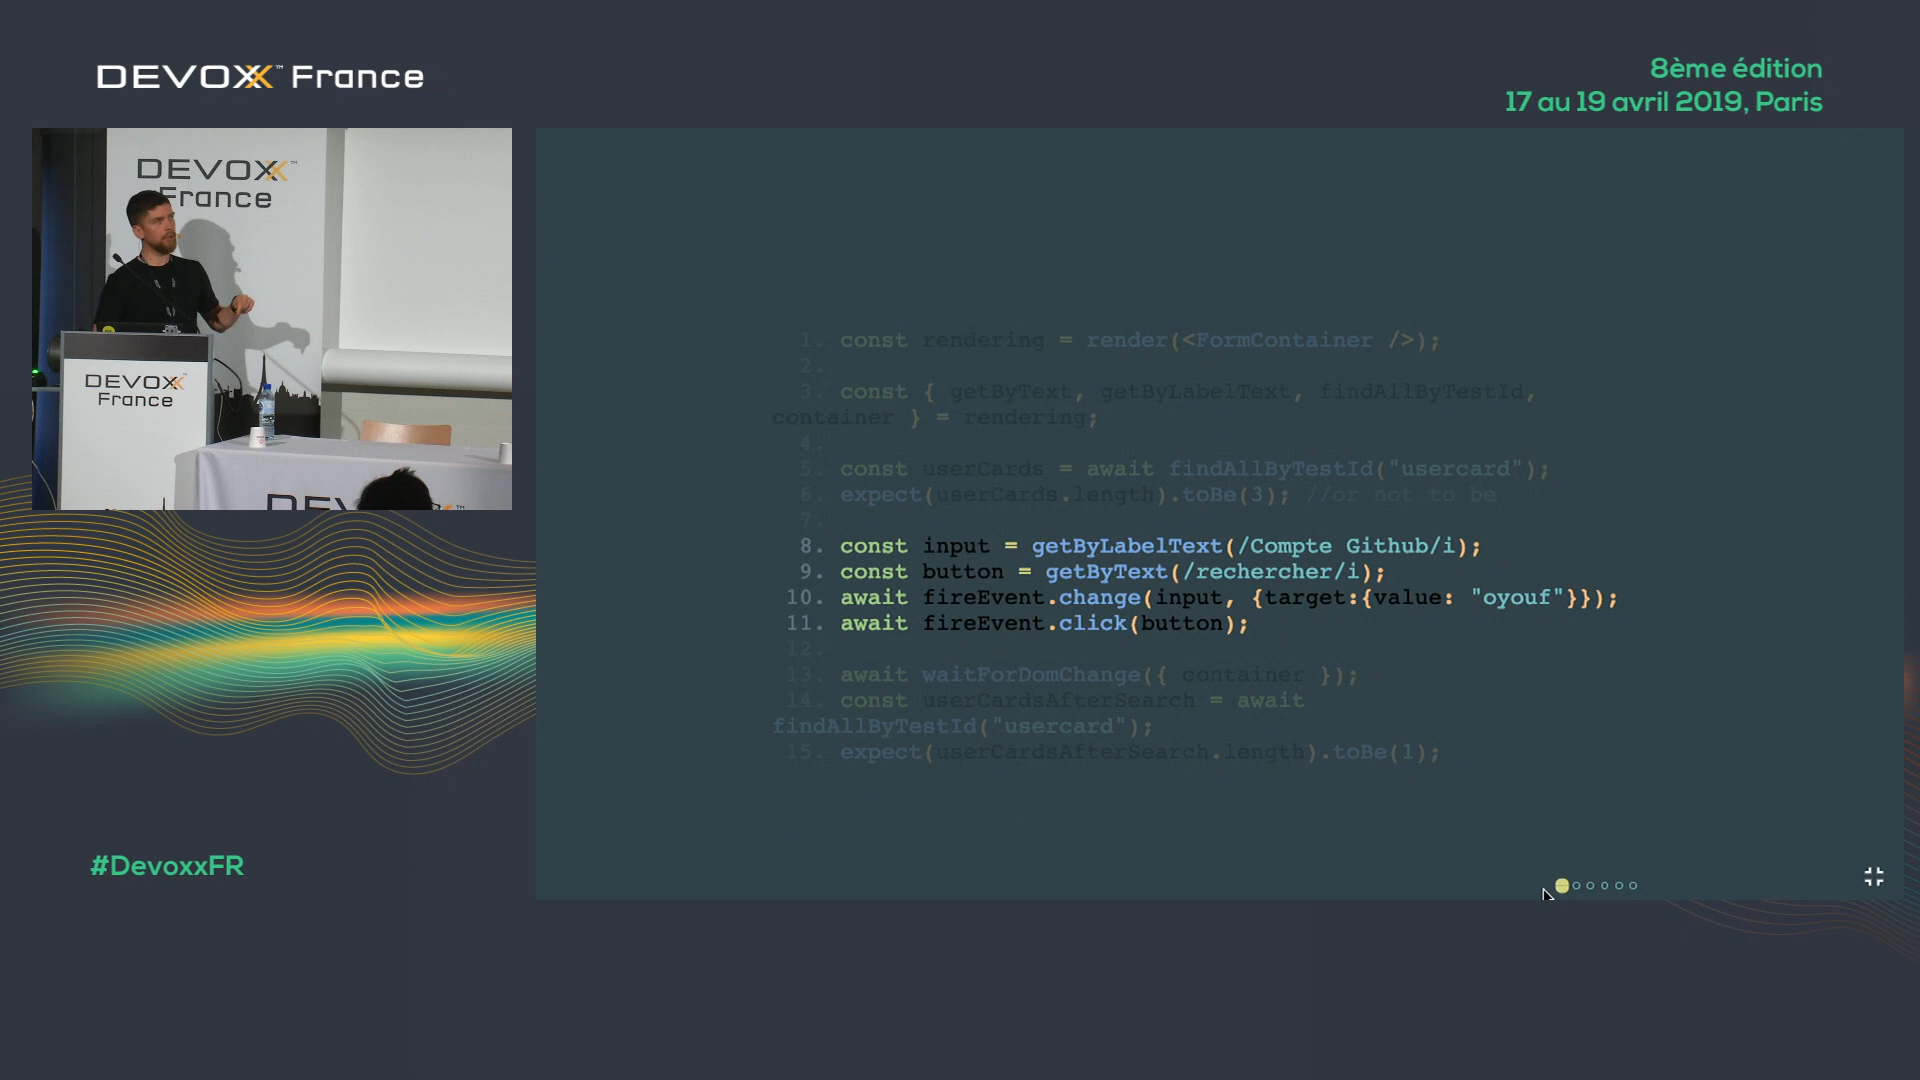 DEVOXX™ France
8ème édition
17 au 19 avril 2019, Paris
DEVOXX™
France
DEVOXX
France
DEV
1. const rendering = render(<FormContainer />);
2.
3. const { getByText, getByLabelText, findAllByTestId,
container } = rendering;
4.
5. const userCards = await findAllByTestId("usercard");
6. expect(userCards.length).toBe(3); //or not to be
7.
8. const input = getByLabelText(/Compte Github/i);
9. const button = getByText(/rechercher/i);
10. await fireEvent.change(input, {target:{value: "oyouf"}});
11. await fireEvent.click(button);
12.
13. await waitForDomChange({ container });
14. const userCardsAfterSearch = await
findAllByTestId("usercard");
15. expect(userCardsAfterSearch.length).toBe(1);
#DevoxxFR